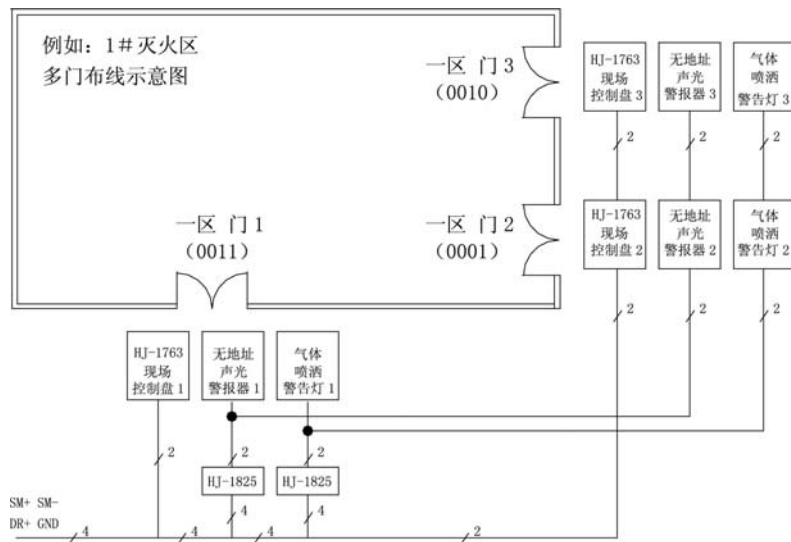 例如：1＃灭火区
多门布线示意图
一区 门3
（0010）
一区 门2
（0001）
一区 门1
（0011）
HJ-1763
现场
控制盘3
无地址
声光
警报器3
气体
喷洒
警告灯3
2
2
2
HJ-1763
现场
控制盘2
无地址
声光
警报器2
气体
喷洒
警告灯2
2
2
2
HJ-1763
现场
控制盘1
无地址
声光
警报器1
气体
喷洒
警告灯1
2
2
2
HJ-1825
HJ-1825
4
4
SM+ SM-
DR+ GND
4
4
4
2